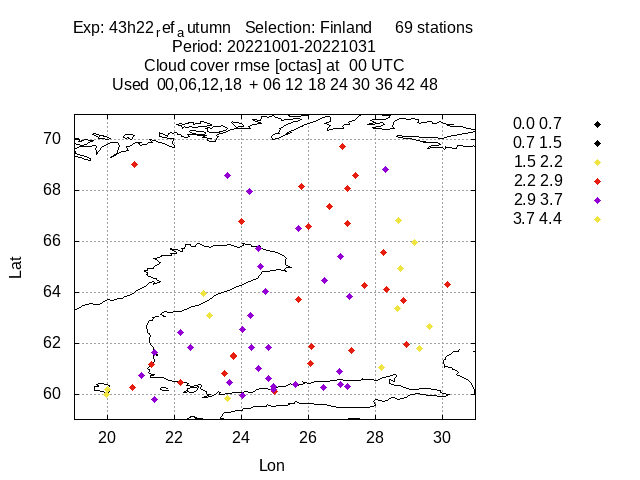 Exp: 43h22ref autumn Selection: Finland 69 stations
Period: 20221001-20221031
Cloud cover rmse [octas] at 00 UTC
Used 00,06,12,18 + 06 12 18 24 30 36 42 48
0.0 0.7
0.7 1.5
1.5 2.2
2.2 2.9
2.9 3.7
3.7 4.4
70
68
66
64
62
60
Lat
20 22 24 26 28 30
Lon